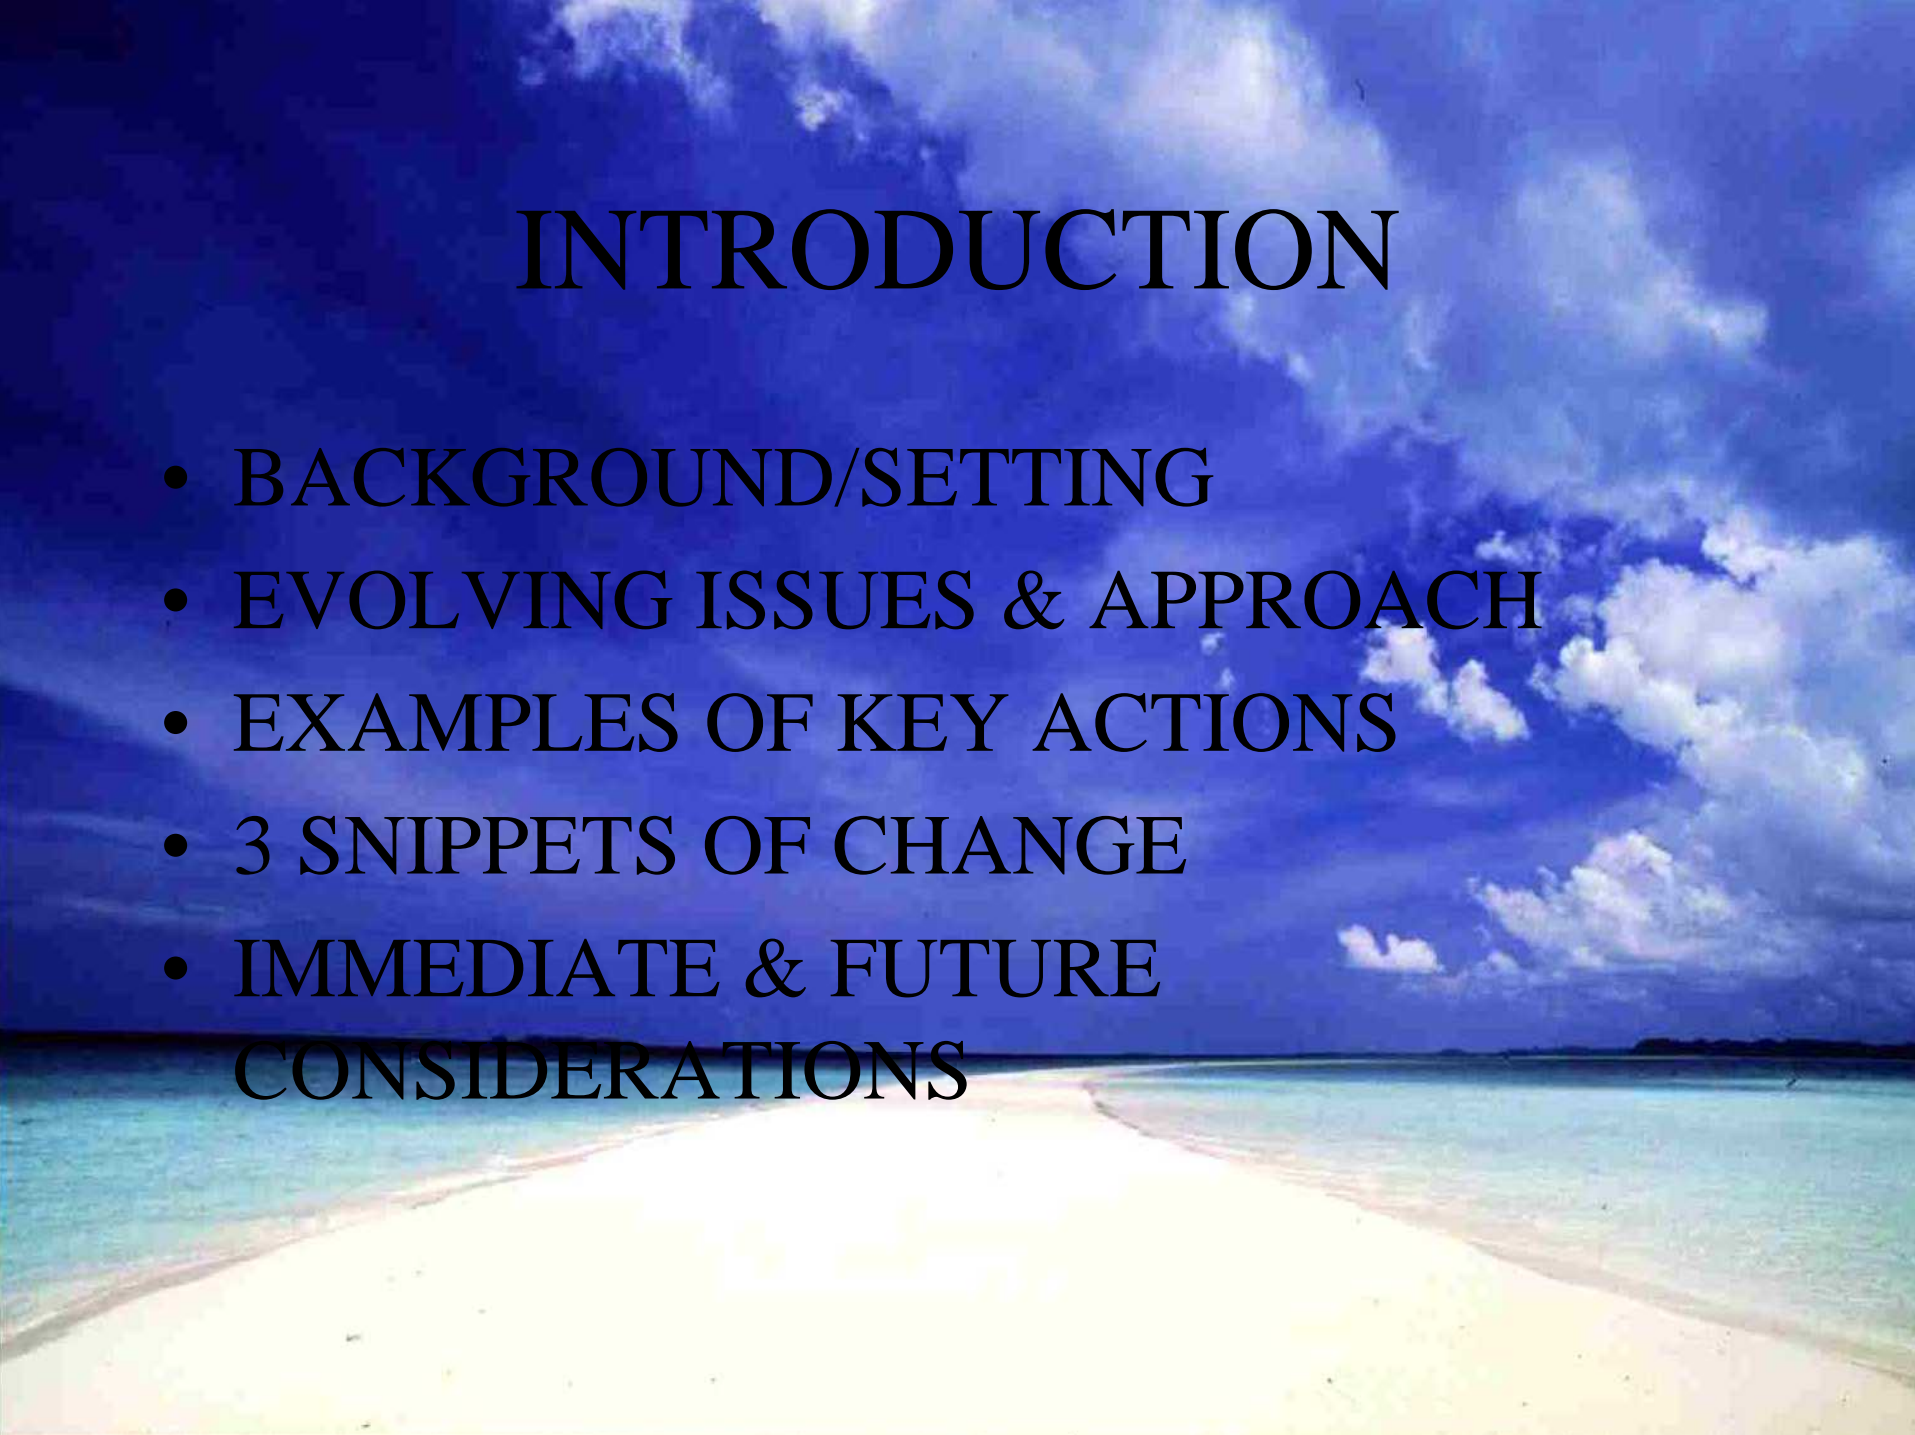 INTRODUCTION
• BACKGROUND/SETTING
• EVOLVING ISSUES & APPROACH
• EXAMPLES OF KEY ACTIONS
• 3 SNIPPETS OF CHANGE
• IMMEDIATE & FUTURE
CONSIDERATIONS